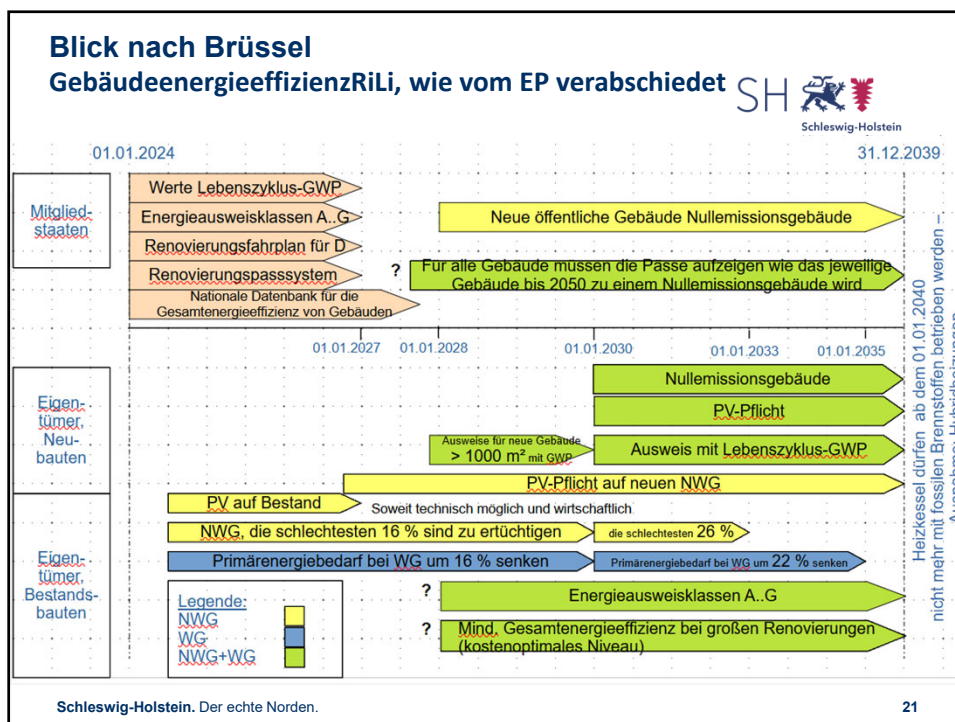 Blick nach Brüssel
GebäudeenergieeffizienzRiLi, wie vom EP verabschiedet
SH
Schleswig-Holstein
01.01.2024
31.12.2039
Mitglied-
staaten
Werte Lebenszyklus-GWP
Energieausweisklassen A..G
Renovierungsfahrplan für D
Renovierungspasssystem
Nationale Datenbank für die
Gesamtenergieeffizienz von Gebäuden
Neue öffentliche Gebäude Nullemissionsgebäude
?
Für alle Gebäude müssen die Passe aufzeigen wie das jeweilige
Gebäude bis 2050 zu einem Nullemissionsgebäude wird
01.01.2027
01.01.2028
01.01.2030
01.01.2033
01.01.2035
Eigen-
tümer,
Neu-
bauten
Nullemissionsgebäude
PV-Pflicht
Ausweise für neue Gebäude
> 1000 m² mit GWP
Ausweis mit Lebenszyklus-GWP
PV-Pflicht auf neuen NWG
Eigen-
tümer,
Bestands-
bauten
PV auf Bestand
Soweit technisch möglich und wirtschaftlich
NWG, die schlechtesten 16 % sind zu ertüchtigen
die schlechtesten 26 %
Primärenergiebedarf bei WG um 16 % senken
Primärenergiebedarf bei WG um 22 % senken
?
Energieausweisklassen A..G
?
Mind. Gesamtenergieeffizienz bei großen Renovierungen
(kostenoptimales Niveau)
Legende:
NWG
WG
NWG+WG
Heizkessel dürfen ab dem 01.01.2040
nicht mehr mit fossilen Brennstoffen betrieben werden –
Ausnahme: Hybridheizungen
Schleswig-Holstein. Der echte Norden.
21